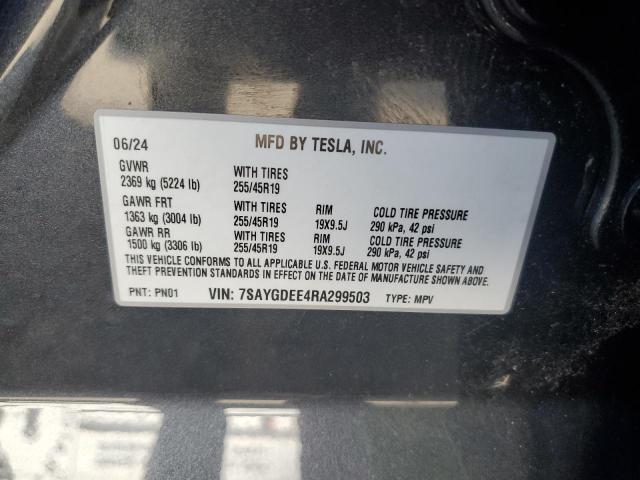 06/24 MFD BY TESLA, INC.
GVWR WITH TIRES
2369 kg (5224 lb) 255/45R19
GAWR FRT WITH TIRES RIM COLD TIRE PRESSURE
1363 kg (3004 lb) 255/45R19 19X9.5J 290 kPa, 42 psi
GAWR RR WITH TIRES RIM COLD TIRE PRESSURE
1500 kg (3306 lb) 255/45R19 19X9.5J 290 kPa, 42 psi
THIS VEHICLE CONFORMS TO ALL APPLICABLE U.S. FEDERAL MOTOR VEHICLE SAFETY AND
THEFT PREVENTION STANDARDS IN EFFECT ON THE DATE OF MANUFACTURE SHOWN ABOVE.
PNT: PN01 VIN: 7SAYGDEE4RA299503 TYPE: MPV